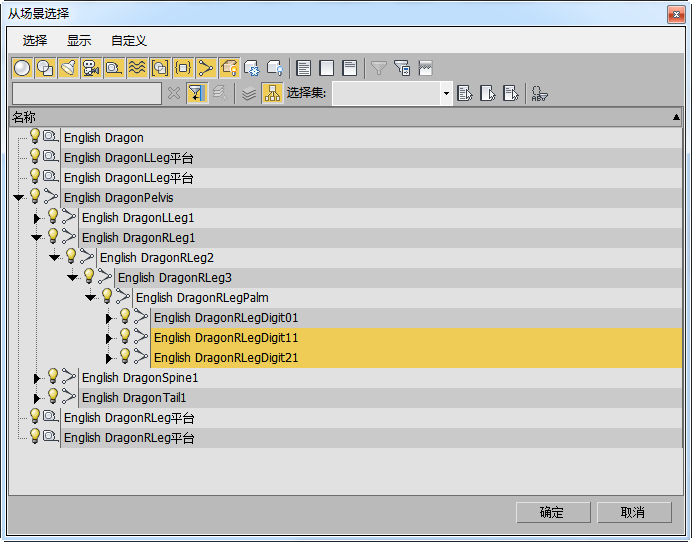 从场景选择
选择 显示 自定义
选择集:
名称
English Dragon
English DragonLLeg平台
English DragonLLeg平台
English DragonPelvis
English DragonLLeg1
English DragonRLeg1
English DragonRLeg2
English DragonRLeg3
English DragonRLegPalm
English DragonRLegDigit01
English DragonRLegDigit11
English DragonRLegDigit21
English DragonSpine1
English DragonTail1
English DragonRLeg平台
English DragonRLeg平台
确定 取消